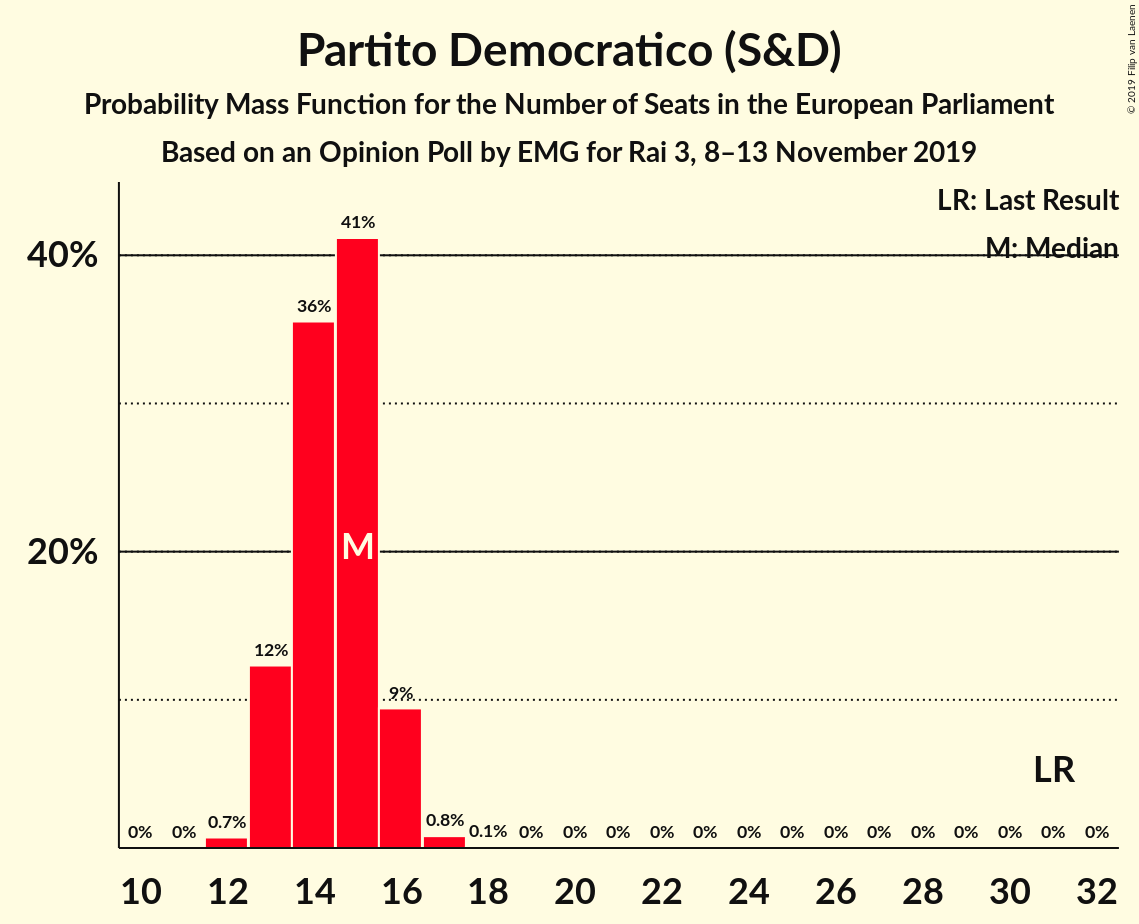 Partito Democratico (S&D)
Probability Mass Function for the Number of Seats in the European Parliament
Based on an Opinion Poll by EMG for Rai 3, 8–13 November 2019
© 2019 Filip van Laenen
LR: Last Result
M: Median
40%
20%
0% 0% 0.7% 12% 36% 41% 9% 0.8% 0.1% 0% 0% 0% 0% 0% 0% 0% 0% 0% 0% 0% 0% 0% 0%
M
LR
10 12 14 16 18 20 22 24 26 28 30 32